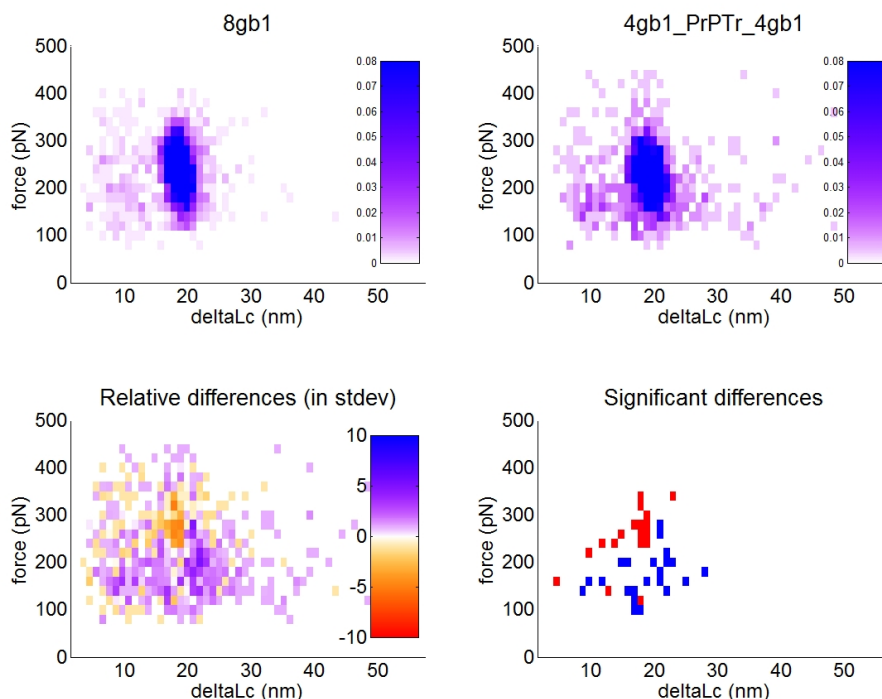 8gb1
500
400
300
200
100
0
force (pN)
10 20 30 40 50
deltaLc (nm)
0.08
0.07
0.06
0.05
0.04
0.03
0.02
0.01
0
4gb1_PrPTr_4gb1
500
400
300
200
100
0
force (pN)
10 20 30 40 50
deltaLc (nm)
0.08
0.07
0.06
0.05
0.04
0.03
0.02
0.01
0
Relative differences (in stdev)
500
400
300
200
100
0
force (pN)
10 20 30 40 50
deltaLc (nm)
10
5
0
-5
-10
Significant differences
500
400
300
200
100
0
force (pN)
10 20 30 40 50
deltaLc (nm)